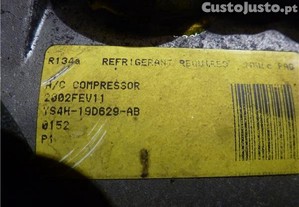 CustoJusto.pt
R134a REFRIGERANT REQUIRED
A/C COMPRESSOR
2002FEV11
YS4H-19D629-AB
0152
P1